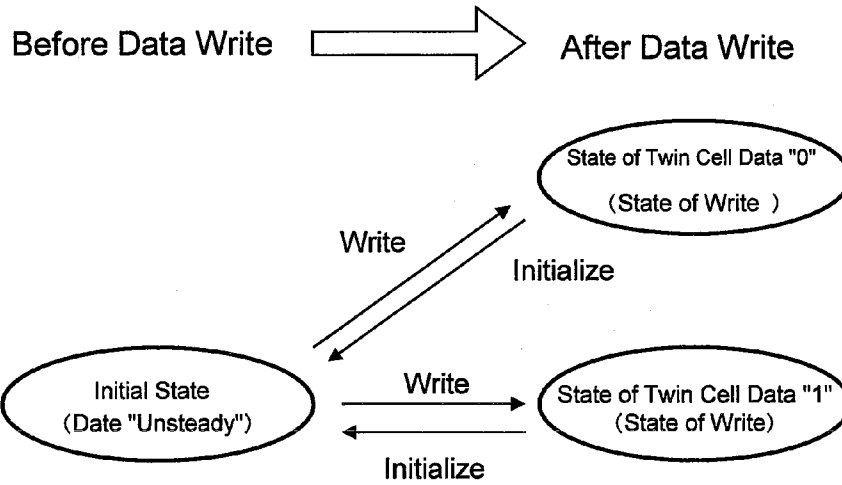 Before Data Write
After Data Write
State of Twin Cell Data "0"
(State of Write )
Write
Initialize
Initial State
(Date "Unsteady")
Write
State of Twin Cell Data "1"
(State of Write)
Initialize